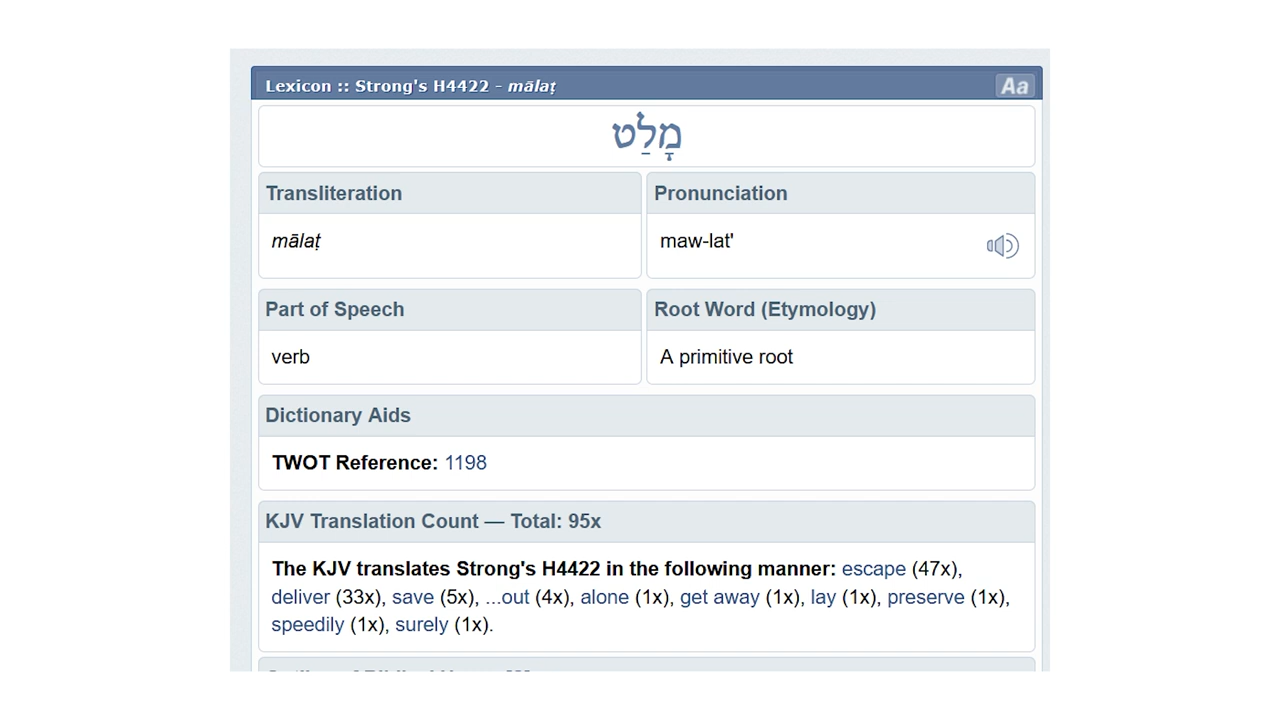 Lexicon :: Strong's H4422 - mālaṭ
Aa
מָלַט
Transliteration
Pronunciation
mālaṭ
maw-lat'
Part of Speech
Root Word (Etymology)
verb
A primitive root
Dictionary Aids
TWOT Reference: 1198
KJV Translation Count — Total: 95x
The KJV translates Strong's H4422 in the following manner: escape (47x),
deliver (33x), save (5x), ...out (4x), alone (1x), get away (1x), lay (1x), preserve (1x),
speedily (1x), surely (1x).